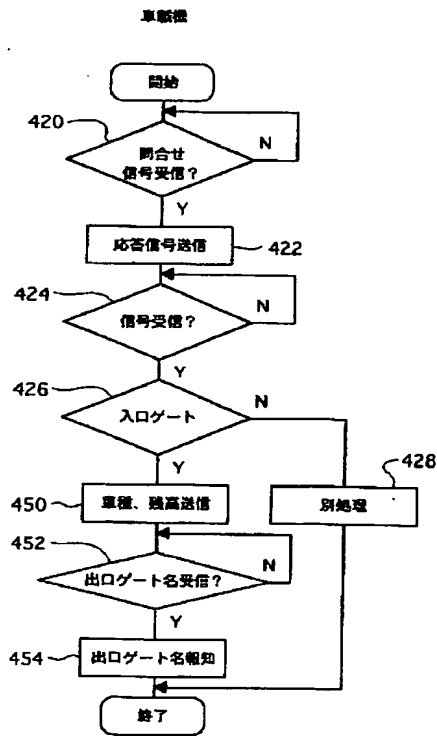 車載機
開始
420
問合せ
信号受信？
N
Y
応答信号送信
422
424
信号受信？
N
Y
426
入口ゲート
N
Y
428
450
車種、残高送信
別処理
452
出口ゲート名受信？
N
Y
454
出口ゲート名報知
終了